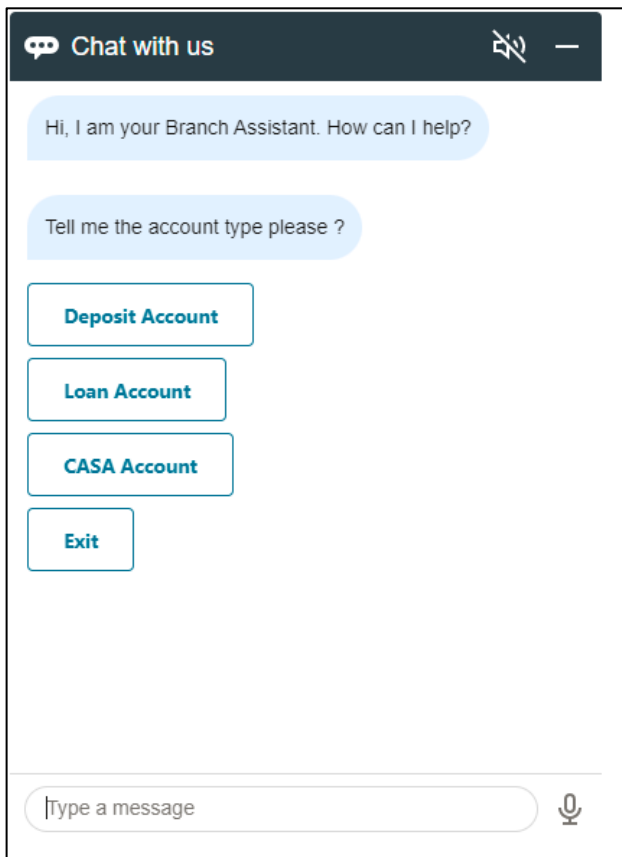 Chat with us
Hi, I am your Branch Assistant. How can I help?
Tell me the account type please ?
Deposit Account
Loan Account
CASA Account
Exit
Type a message